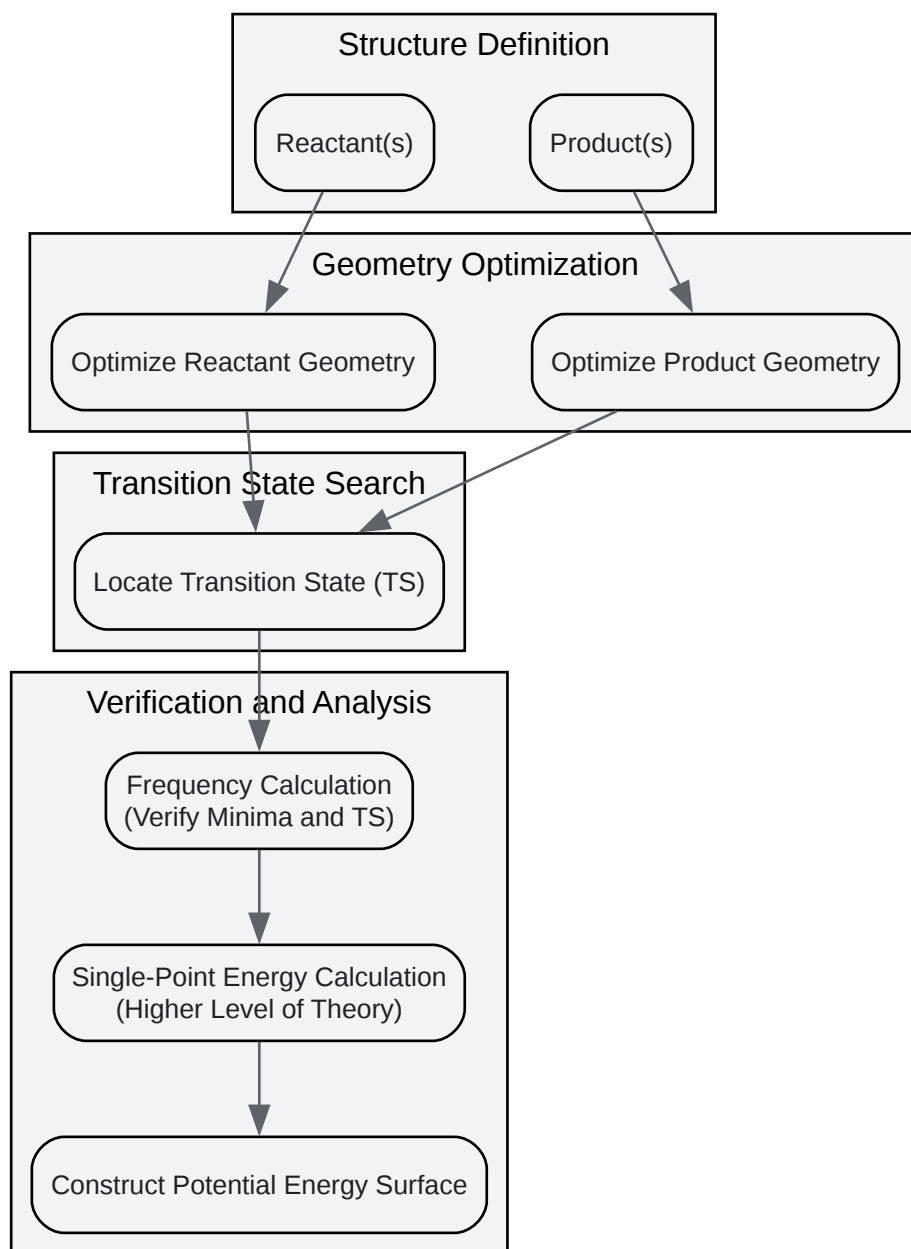 Structure Definition
Reactant(s)
Product(s)
Geometry Optimization
Optimize Reactant Geometry
Optimize Product Geometry
Transition State Search
Locate Transition State (TS)
Verification and Analysis
Frequency Calculation
(Verify Minima and TS)
Single-Point Energy Calculation
(Higher Level of Theory)
Construct Potential Energy Surface